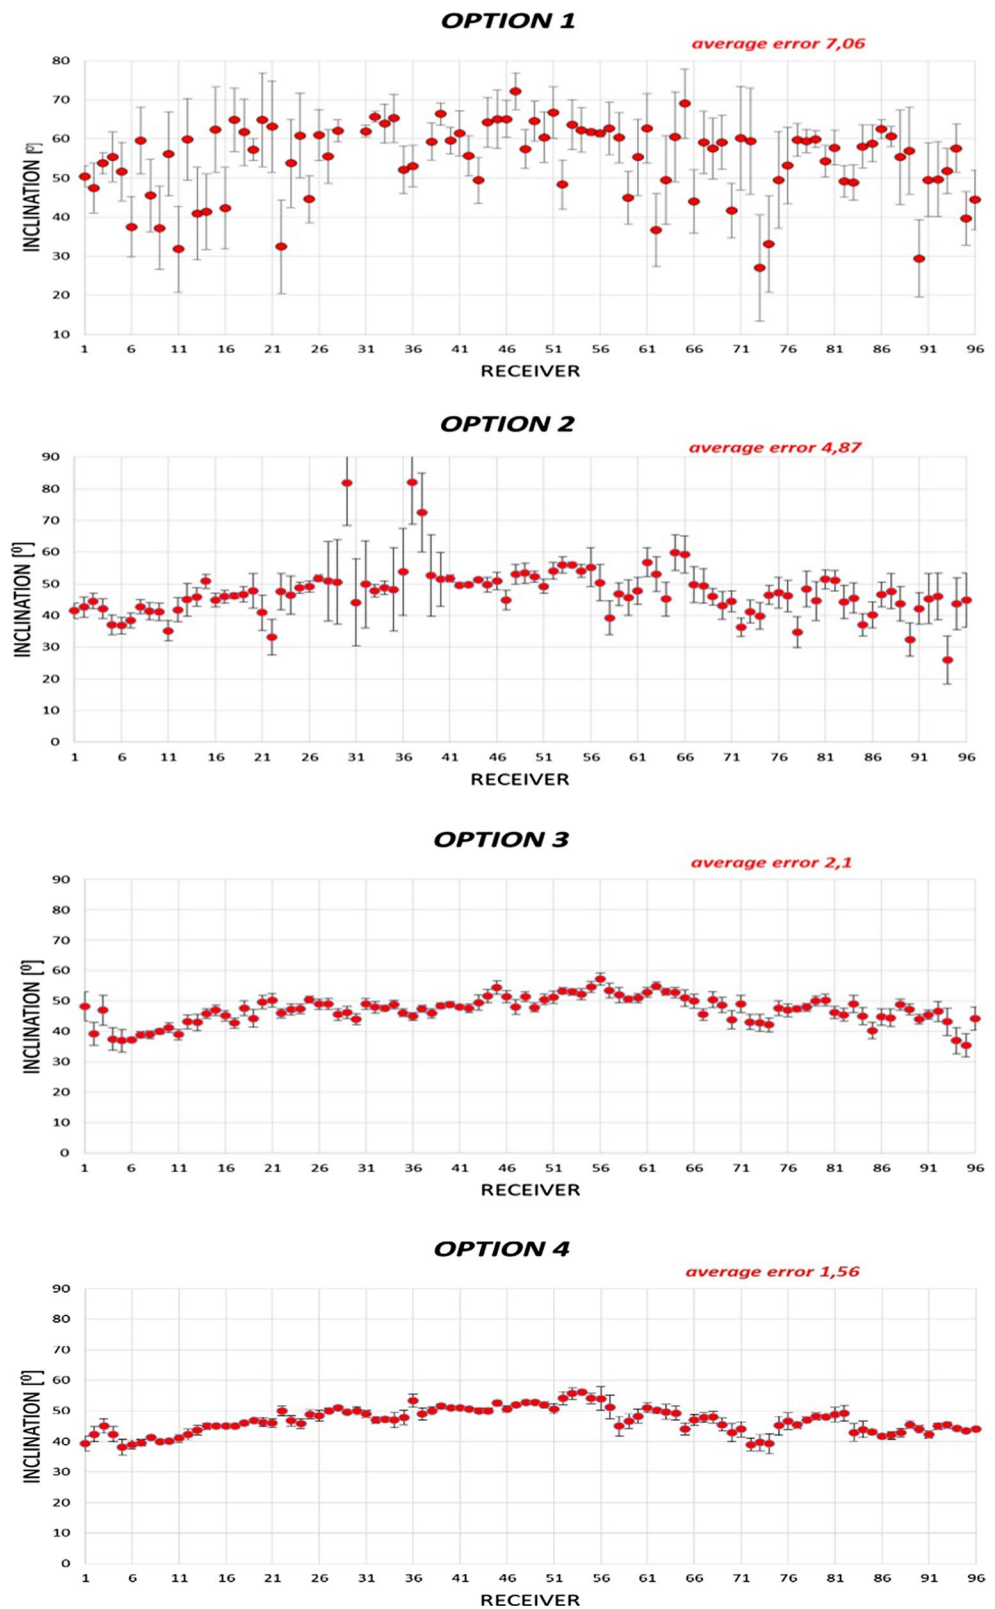 OPTION 1
average error 7,06
INCLINATION [º]
80
70
60
50
40
30
20
10
1 6 11 16 21 26 31 36 41 46 51 56 61 66 71 76 81 86 91 96
RECEIVER
OPTION 2
average error 4,87
INCLINATION [º]
90
80
70
60
50
40
30
20
10
0
1 6 11 16 21 26 31 36 41 46 51 56 61 66 71 76 81 86 91 96
RECEIVER
OPTION 3
average error 2,1
INCLINATION [º]
90
80
70
60
50
40
30
20
10
0
1 6 11 16 21 26 31 36 41 46 51 56 61 66 71 76 81 86 91 96
RECEIVER
OPTION 4
average error 1,56
INCLINATION [º]
90
80
70
60
50
40
30
20
10
0
1 6 11 16 21 26 31 36 41 46 51 56 61 66 71 76 81 86 91 96
RECEIVER